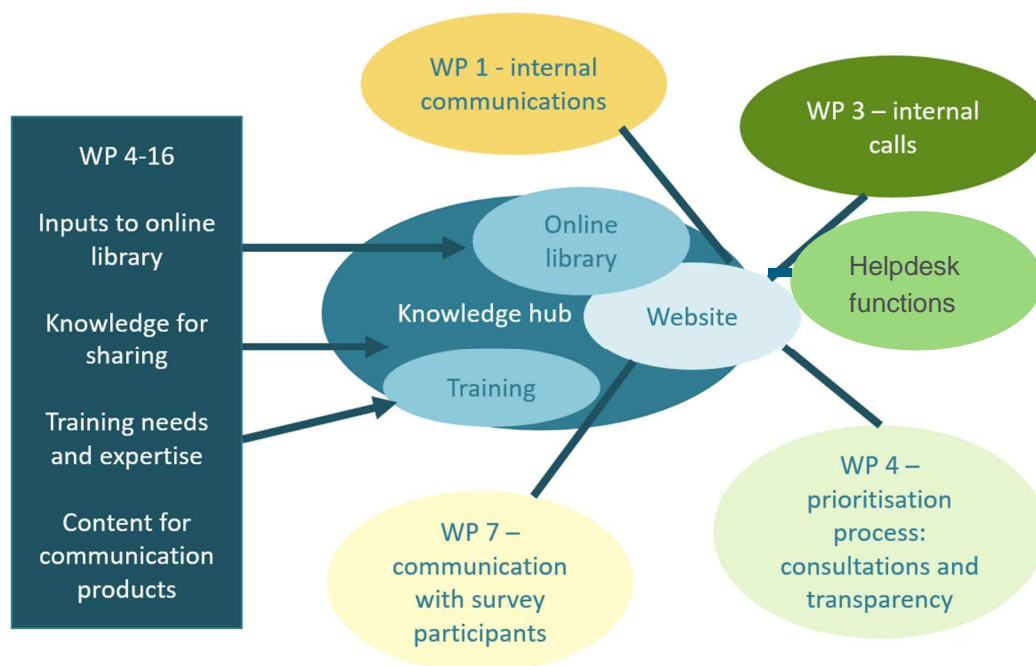 WP 1 - internal
communications
WP 3 – internal
calls
WP 4-16
Inputs to online
library
Knowledge for
sharing
Training needs
and expertise
Content for
communication
products
Online
library
Knowledge hub
Website
Training
Helpdesk
functions
WP 7 –
communication
with survey
participants
WP 4 –
prioritisation
process:
consultations and
transparency